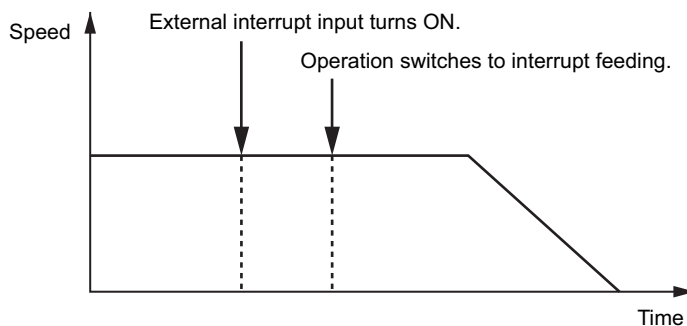 External interrupt input turns ON.
Speed
Operation switches to interrupt feeding.
Time